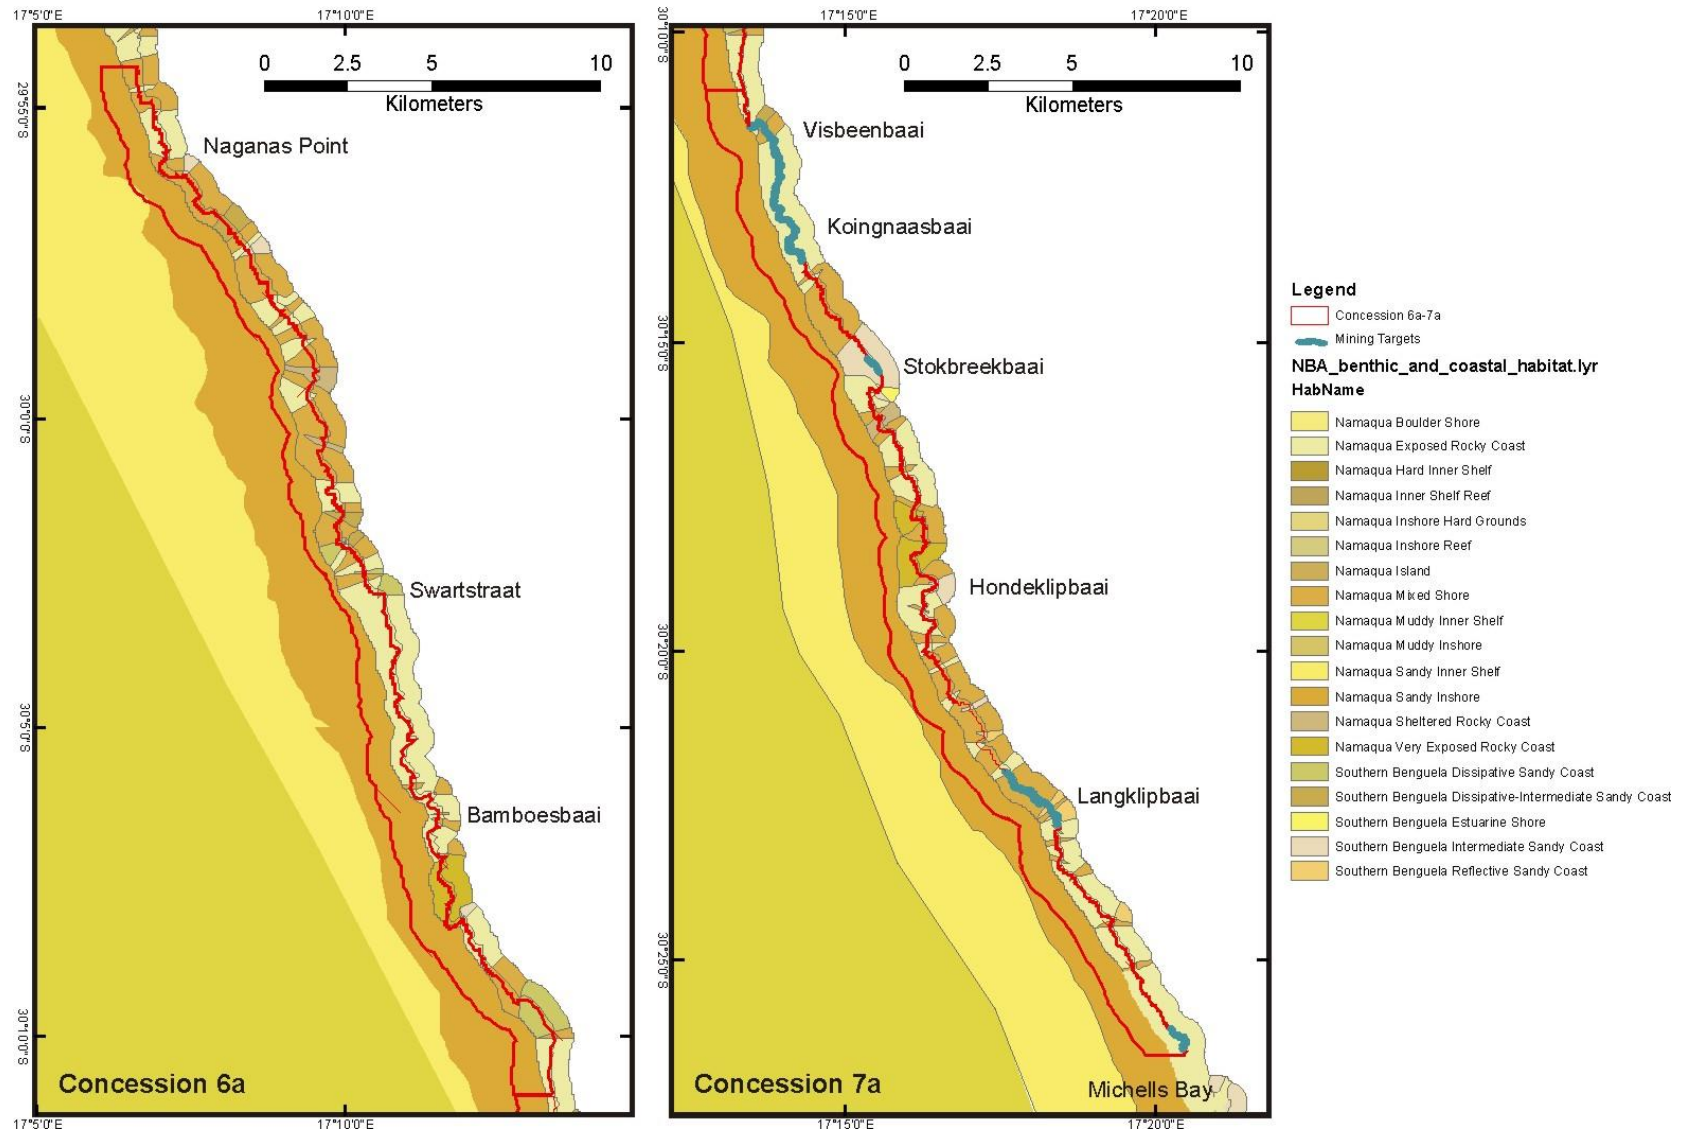 17°5'0"E
17°10'0"E
29°55'0"S
30°0'0"S
30°5'0"S
30°10'0"S
0 2.5 5 10
Kilometers
Naganas Point
Swartstraat
Bamboesbaai
Concession 6a
17°5'0"E
17°10'0"E
17°15'0"E
17°20'0"E
30°10'0"S
30°15'0"S
30°20'0"S
30°25'0"S
0 2.5 5 10
Kilometers
Visbeenbaai
Koingnaasbaai
Stokbreekbaai
Hondeklipbaai
Langklipbaai
Concession 7a
Michells Bay
17°15'0"E
17°20'0"E
Legend
Concession 6a-7a
Mining Targets
NBA_benthic_and_coastal_habitat.lyr
HabName
Namaqua Boulder Shore
Namaqua Exposed Rocky Coast
Namaqua Hard Inner Shelf
Namaqua Inner Shelf Reef
Namaqua Inshore Hard Grounds
Namaqua Inshore Reef
Namaqua Island
Namaqua Mixed Shore
Namaqua Muddy Inner Shelf
Namaqua Muddy Inshore
Namaqua Sandy Inner Shelf
Namaqua Sandy Inshore
Namaqua Sheltered Rocky Coast
Namaqua Very Exposed Rocky Coast
Southern Benguela Dissipative Sandy Coast
Southern Benguela Dissipative-Intermediate Sandy Coast
Southern Benguela Estuarine Shore
Southern Benguela Intermediate Sandy Coast
Southern Benguela Reflective Sandy Coast